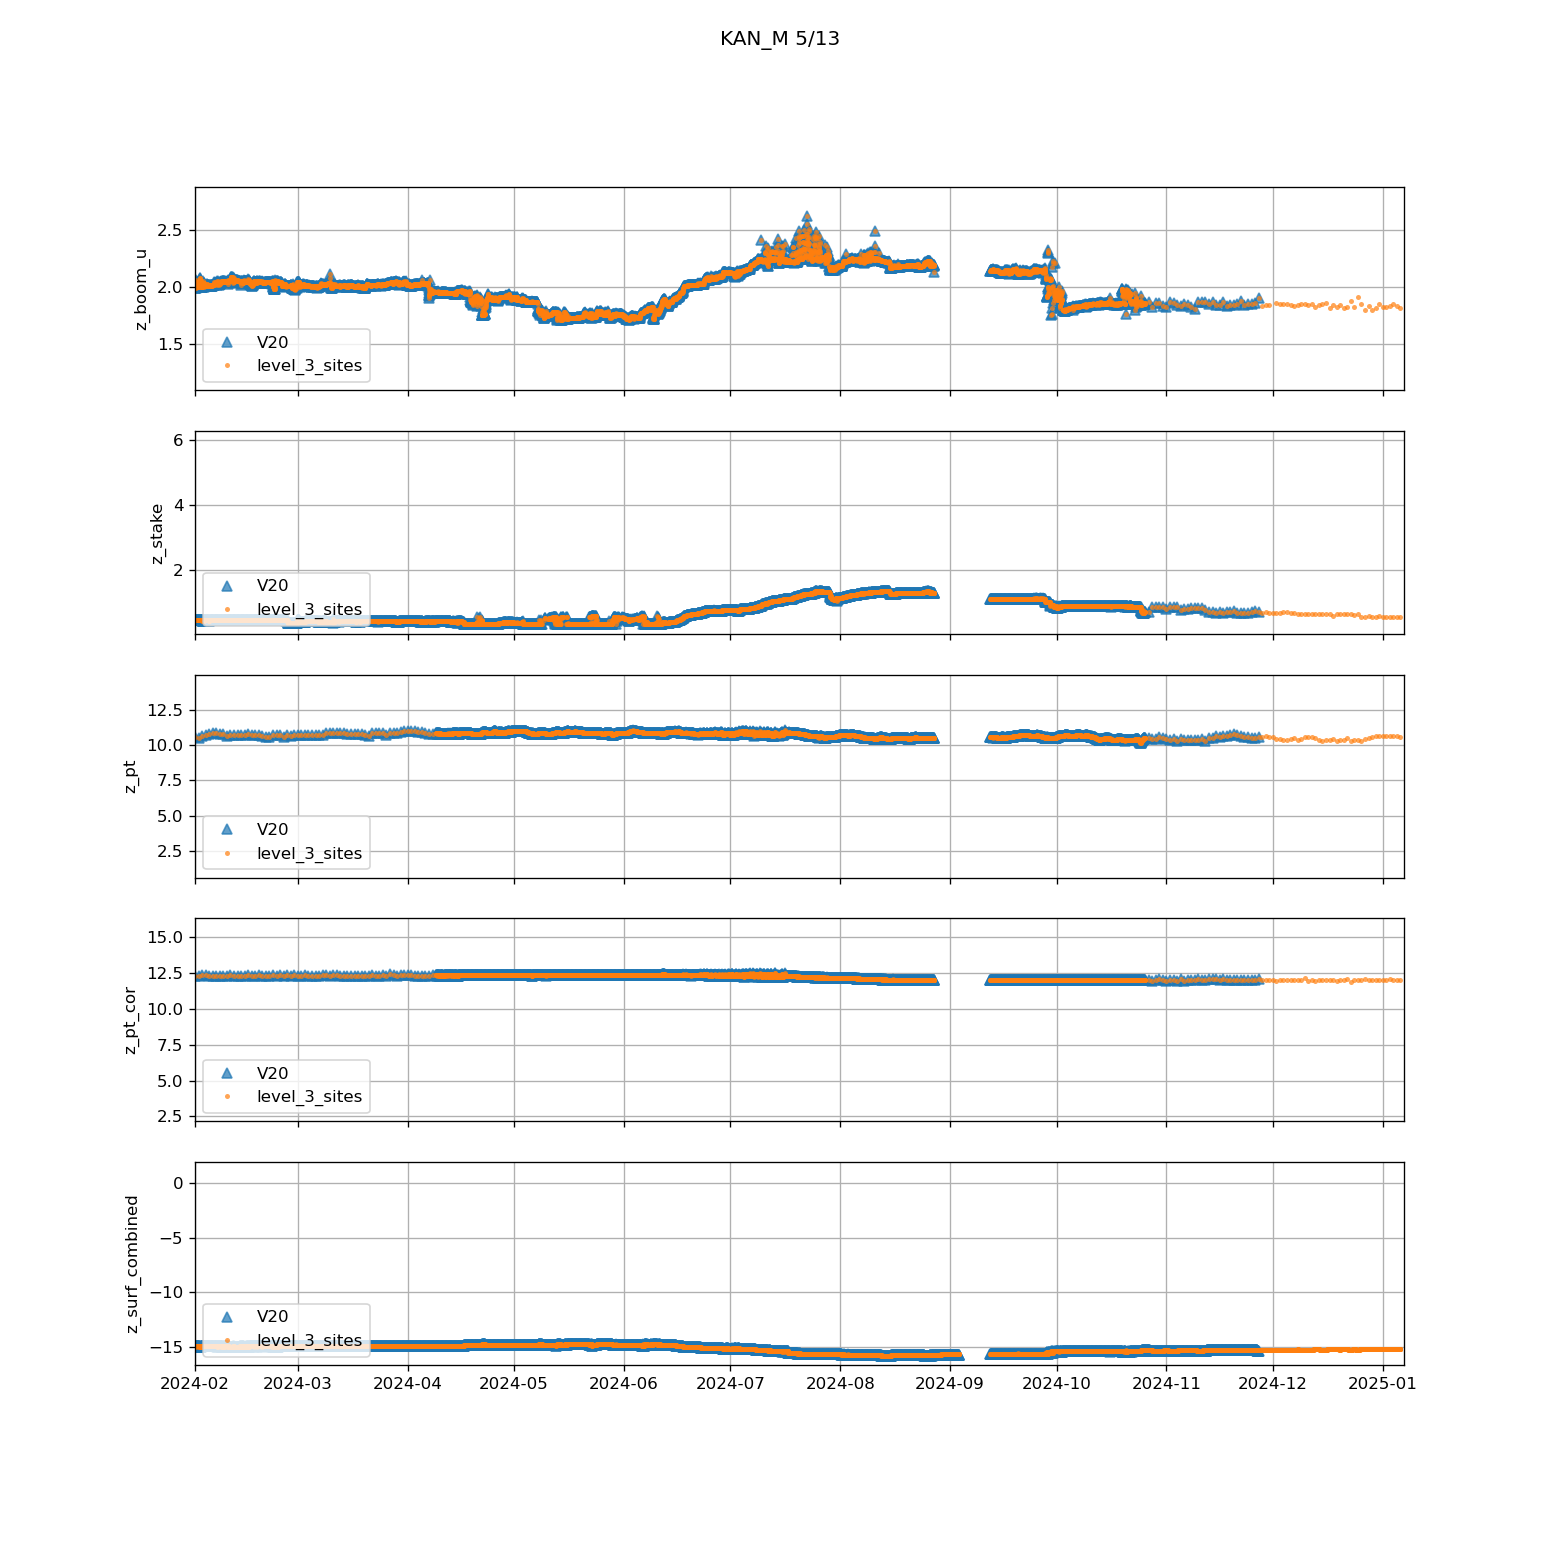 KAN_M 5/13
2.5
2.0
1.5
z_boom_u
V20
level_3_sites
6
4
2
z_stake
V20
level_3_sites
12.5
10.0
7.5
5.0
2.5
z_pt
V20
level_3_sites
15.0
12.5
10.0
7.5
5.0
2.5
z_pt_cor
V20
level_3_sites
0
−5
−10
−15
z_surf_combined
V20
level_3_sites
2024-02 2024-03 2024-04 2024-05 2024-06 2024-07 2024-08 2024-09 2024-10 2024-11 2024-12 2025-01